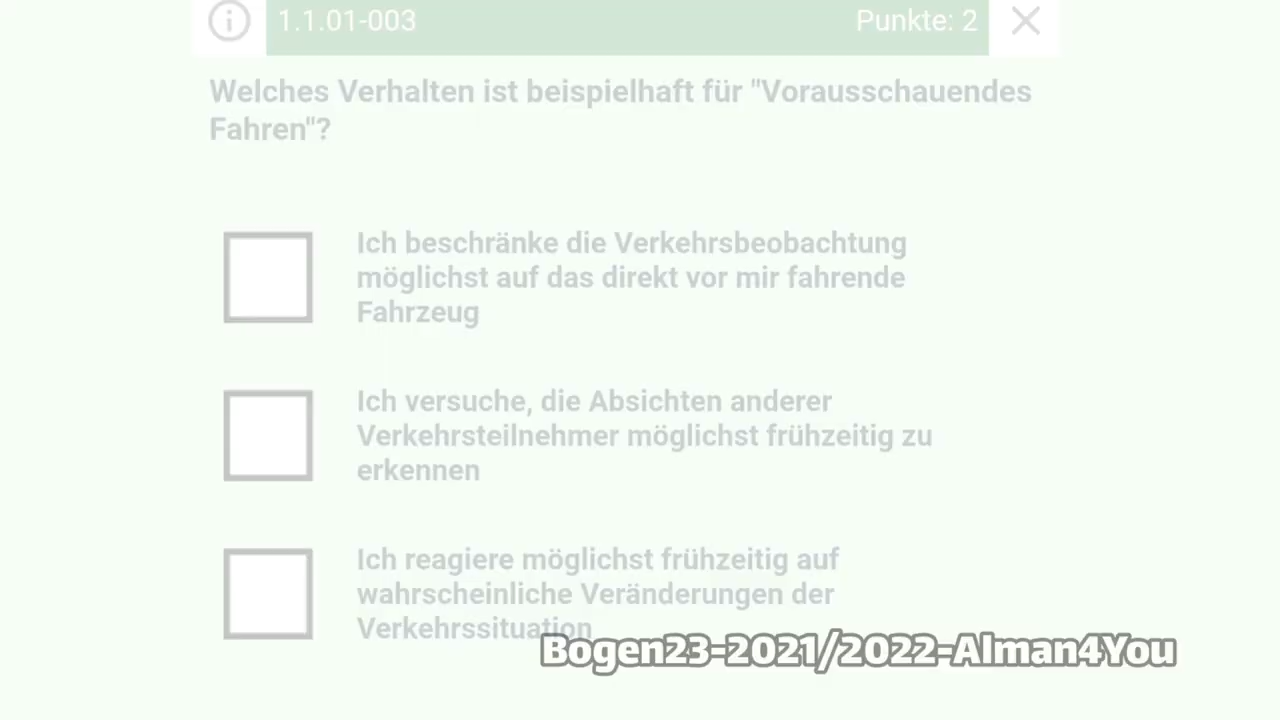 1.1.01-003 Punkte: 2
Welches Verhalten ist beispielhaft für "Vorausschauendes
Fahren"?
Ich beschränke die Verkehrsbeobachtung
möglichst auf das direkt vor mir fahrende
Fahrzeug
Ich versuche, die Absichten anderer
Verkehrsteilnehmer möglichst frühzeitig zu
erkennen
Ich reagiere möglichst frühzeitig auf
wahrscheinliche Veränderungen der
Verkehrssituation
Bogen23-2021/2022-Alman4You